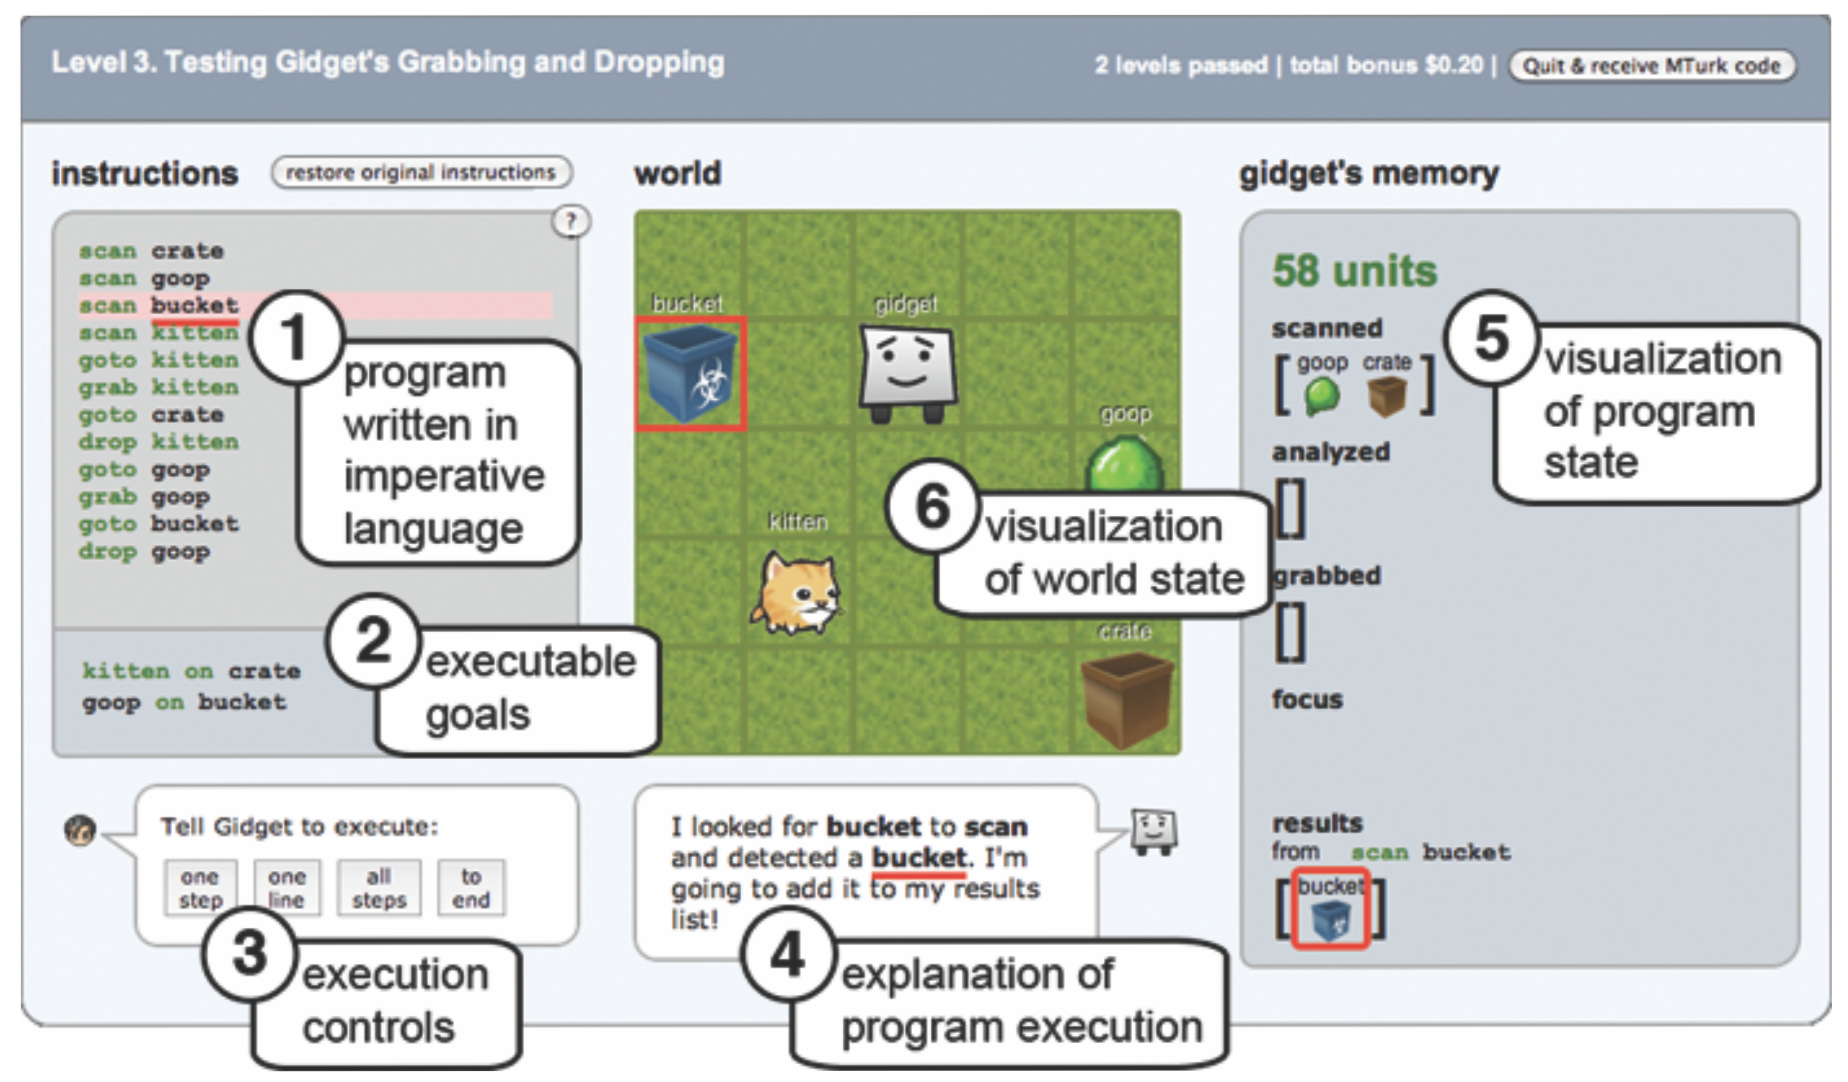 Level 3. Testing Gidget's Grabbing and Dropping
2 levels passed | total bonus $0.20 | Quit & receive MTurk code
instructions
restore original instructions
?
scan crate
scan goop
scan bucket
scan kitten
goto kitten
grab kitten
goto crate
drop kitten
goto goop
grab goop
goto bucket
drop goop
1
program
written in
imperative
language
kitten on crate
goop on bucket
2
executable
goals
Tell Gidget to execute:
one step
one line
all steps
to end
3
execution
controls
world
bucket
gidget
goop
kitten
crate
6
visualization
of world state
I looked for bucket to scan
and detected a bucket. I'm
going to add it to my results
list!
4
explanation of
program execution
gidget's memory
58 units
scanned
[ goop crate ]
analyzed
[]
grabbed
[]
focus
results
from scan bucket
[bucket]
5
visualization
of program
state